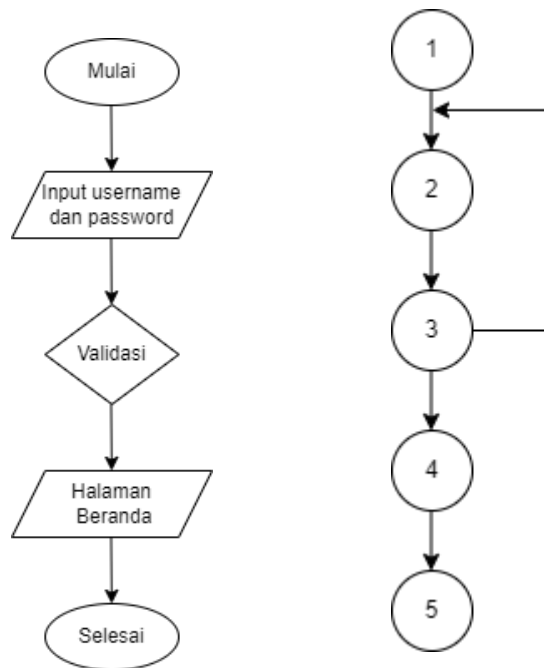 Mulai
Input username
dan password
Validasi
Halaman
Beranda
Selesai
1
2
3
4
5